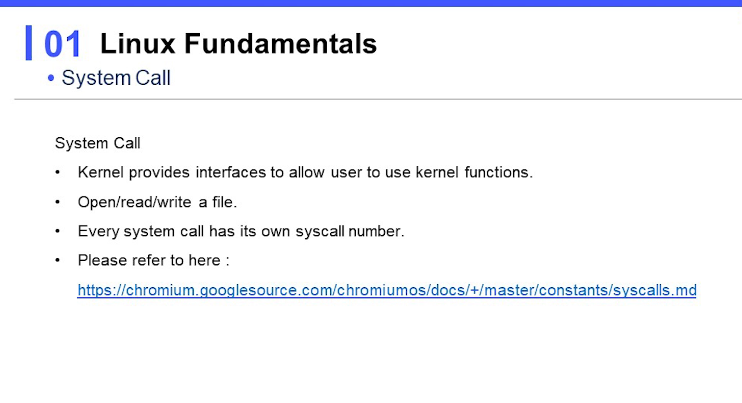 01 Linux Fundamentals
• System Call
System Call
• Kernel provides interfaces to allow user to use kernel functions.
• Open/read/write a file.
• Every system call has its own syscall number.
• Please refer to here :
https://chromium.googlesource.com/chromiumos/docs/+/master/constants/syscalls.md